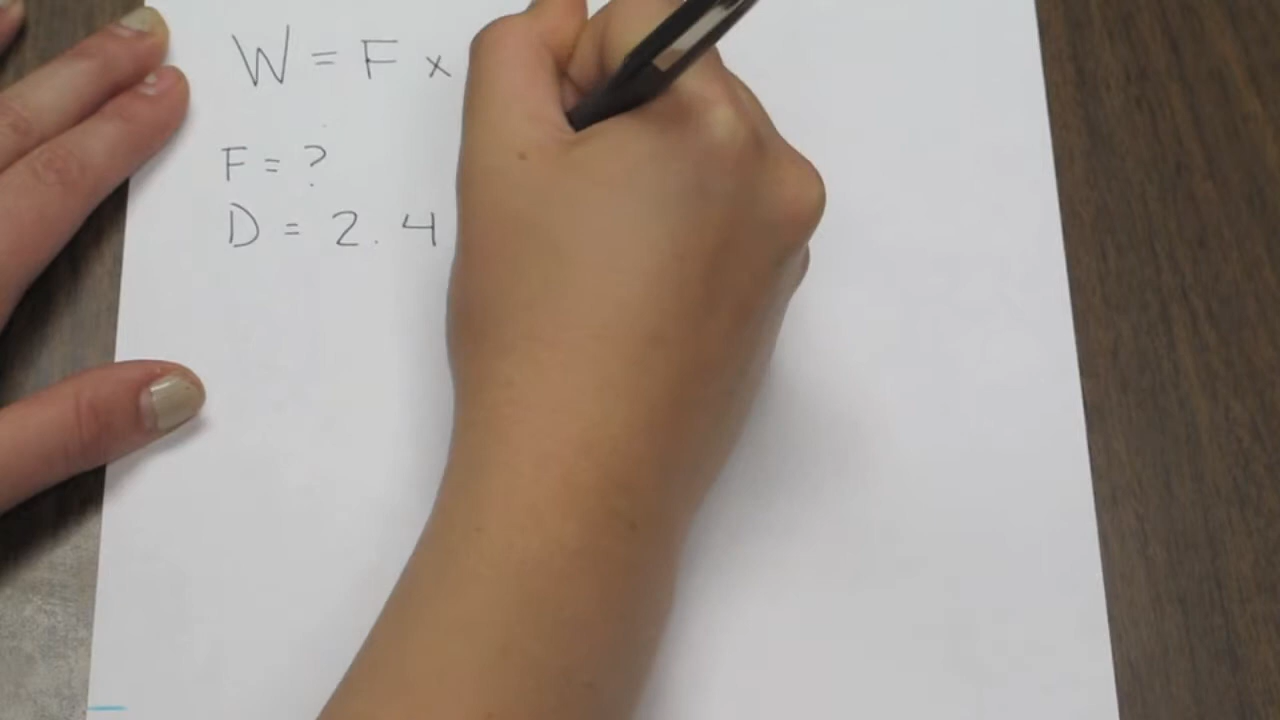 W = F ×
F = ?
D = 2.4